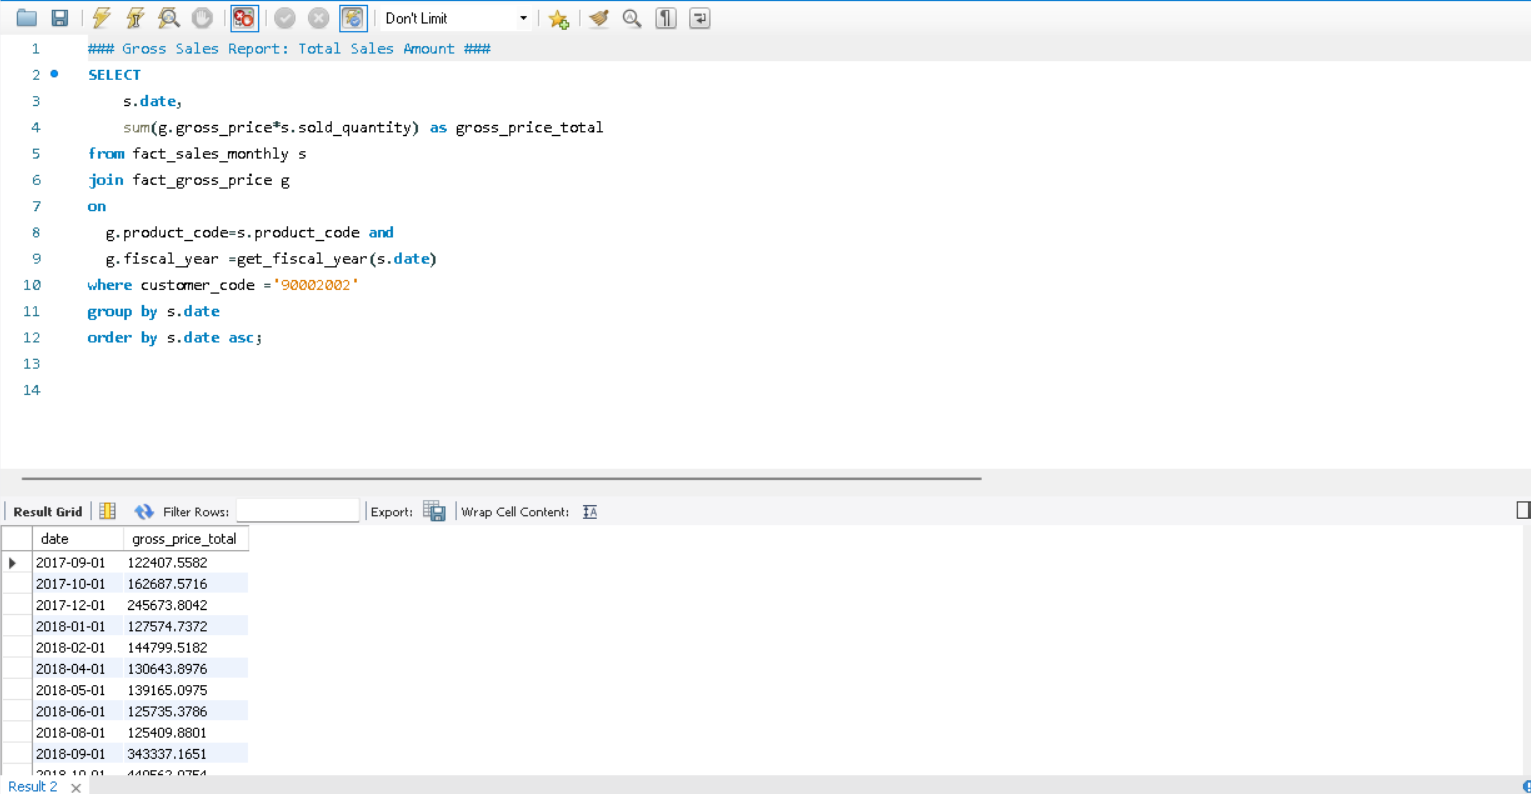 Don't Limit
1 ### Gross Sales Report: Total Sales Amount ###
2 SELECT
3 s.date,
4 sum(g.gross_price*s.sold_quantity) as gross_price_total
5 from fact_sales_monthly s
6 join fact_gross_price g
7 on
8 g.product_code=s.product_code and
9 g.fiscal_year =get_fiscal_year(s.date)
10 where customer_code ='90002002'
11 group by s.date
12 order by s.date asc;
13
14
Result Grid Filter Rows: Export: Wrap Cell Content:
date gross_price_total
2017-09-01 122407.5582
2017-10-01 162687.5716
2017-12-01 245673.8042
2018-01-01 127574.7372
2018-02-01 144799.5182
2018-04-01 130643.8976
2018-05-01 139165.0975
2018-06-01 125735.3786
2018-08-01 125409.8801
2018-09-01 343337.1651
2018-10-01
Result 2